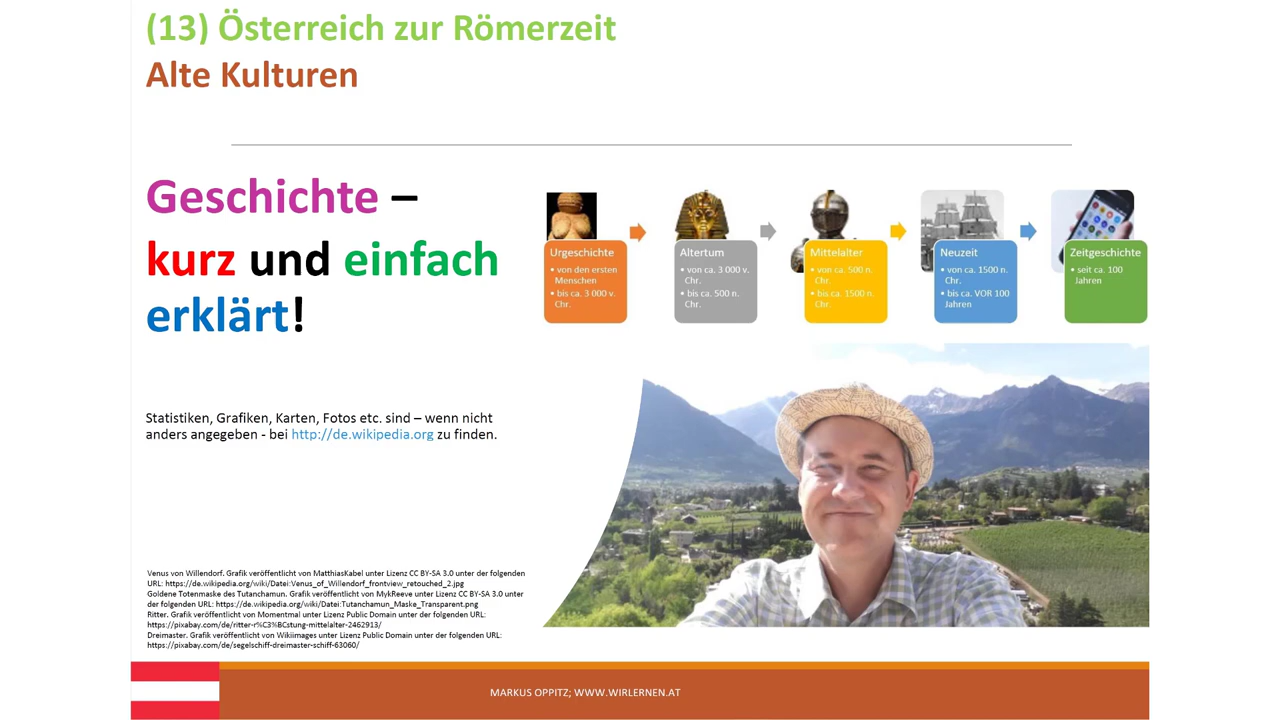 (13) Österreich zur Römerzeit
Alte Kulturen
Geschichte –
kurz und einfach
erklärt!
Urgeschichte
• von den ersten
Menschen
• bis ca. 3 000 v.
Chr.
Altertum
• von ca. 3 000 v.
Chr.
• bis ca. 500 n.
Chr.
Mittelalter
• von ca. 500 n.
Chr.
• bis ca. 1500 n.
Chr.
Neuzeit
• von ca. 1500 n.
Chr.
• bis ca. VOR 100
Jahren
Zeitgeschichte
• seit ca. 100
Jahren
Statistiken, Grafiken, Karten, Fotos etc. sind – wenn nicht
anders angegeben - bei http://de.wikipedia.org zu finden.
Venus von Willendorf. Grafik veröffentlicht von MatthiasKabel unter Lizenz CC BY-SA 3.0 unter der folgenden
URL: https://de.wikipedia.org/wiki/Datei:Venus_of_Willendorf_frontview_retouched_2.jpg
Goldene Totenmaske des Tutanchamun. Grafik veröffentlicht von MykReeve unter Lizenz CC BY-SA 3.0 unter
der folgenden URL: https://de.wikipedia.org/wiki/Datei:Tutanchamun_Maske_Transparent.png
Ritter. Grafik veröffentlicht von Momentmal unter Lizenz Public Domain unter der folgenden URL:
https://pixabay.com/de/ritter-r%C3%BCstung-mittelalter-2462913/
Dreimaster. Grafik veröffentlicht von Wikiimages unter Lizenz Public Domain unter der folgenden URL:
https://pixabay.com/de/segelschiff-dreimaster-schiff-63060/
MARKUS OPPITZ; WWW.WIRLERNEN.AT